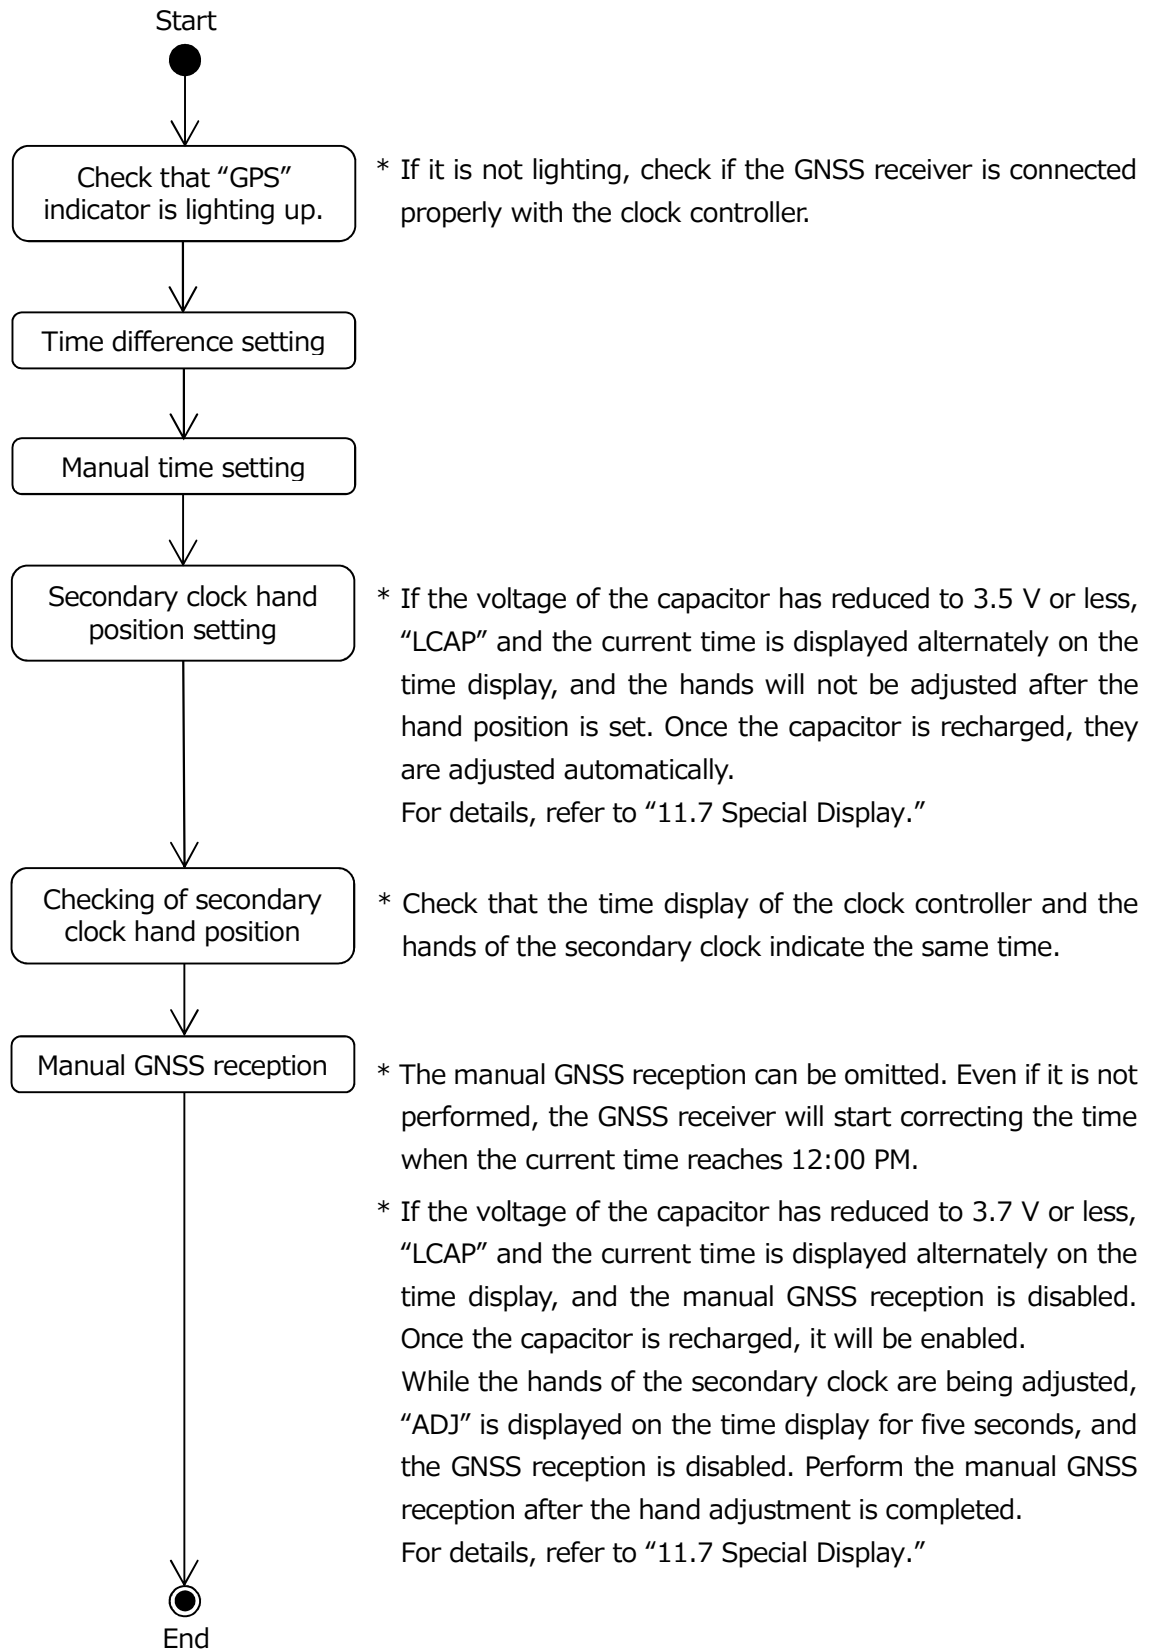 Start
Check that “GPS”
indicator is lighting up.
* If it is not lighting, check if the GNSS receiver is connected
properly with the clock controller.
Time difference setting
Manual time setting
Secondary clock hand
position setting
* If the voltage of the capacitor has reduced to 3.5 V or less,
“LCAP” and the current time is displayed alternately on the
time display, and the hands will not be adjusted after the
hand position is set. Once the capacitor is recharged, they
are adjusted automatically.
For details, refer to “11.7 Special Display.”
Checking of secondary
clock hand position
* Check that the time display of the clock controller and the
hands of the secondary clock indicate the same time.
Manual GNSS reception
* The manual GNSS reception can be omitted. Even if it is not
performed, the GNSS receiver will start correcting the time
when the current time reaches 12:00 PM.
* If the voltage of the capacitor has reduced to 3.7 V or less,
“LCAP” and the current time is displayed alternately on the
time display, and the manual GNSS reception is disabled.
Once the capacitor is recharged, it will be enabled.
While the hands of the secondary clock are being adjusted,
“ADJ” is displayed on the time display for five seconds, and
the GNSS reception is disabled. Perform the manual GNSS
reception after the hand adjustment is completed.
For details, refer to “11.7 Special Display.”
End